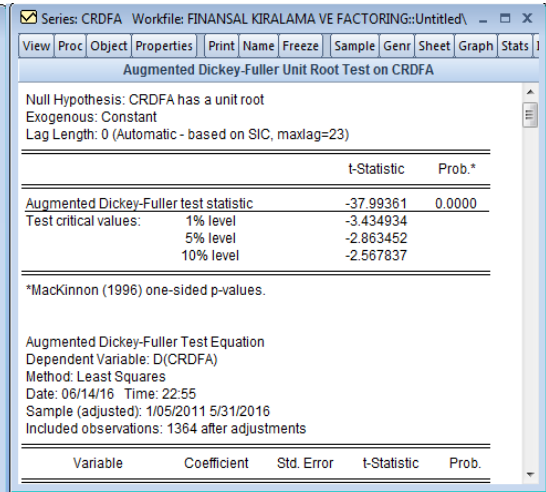 Series: CRDFA Workfile: FINANSAL KIRALAMA VE FACTORING::Untitled\
View Proc Object Properties Print Name Freeze Sample Genr Sheet Graph Stats
Augmented Dickey-Fuller Unit Root Test on CRDFA
Null Hypothesis: CRDFA has a unit root
Exogenous: Constant
Lag Length: 0 (Automatic - based on SIC, maxlag=23)
t-Statistic Prob.*
Augmented Dickey-Fuller test statistic -37.99361 0.0000
Test critical values: 1% level -3.434934
5% level -2.863452
10% level -2.567837
*MacKinnon (1996) one-sided p-values.
Augmented Dickey-Fuller Test Equation
Dependent Variable: D(CRDFA)
Method: Least Squares
Date: 06/14/16 Time: 22:55
Sample (adjusted): 1/05/2011 5/31/2016
Included observations: 1364 after adjustments
Variable Coefficient Std. Error t-Statistic Prob.